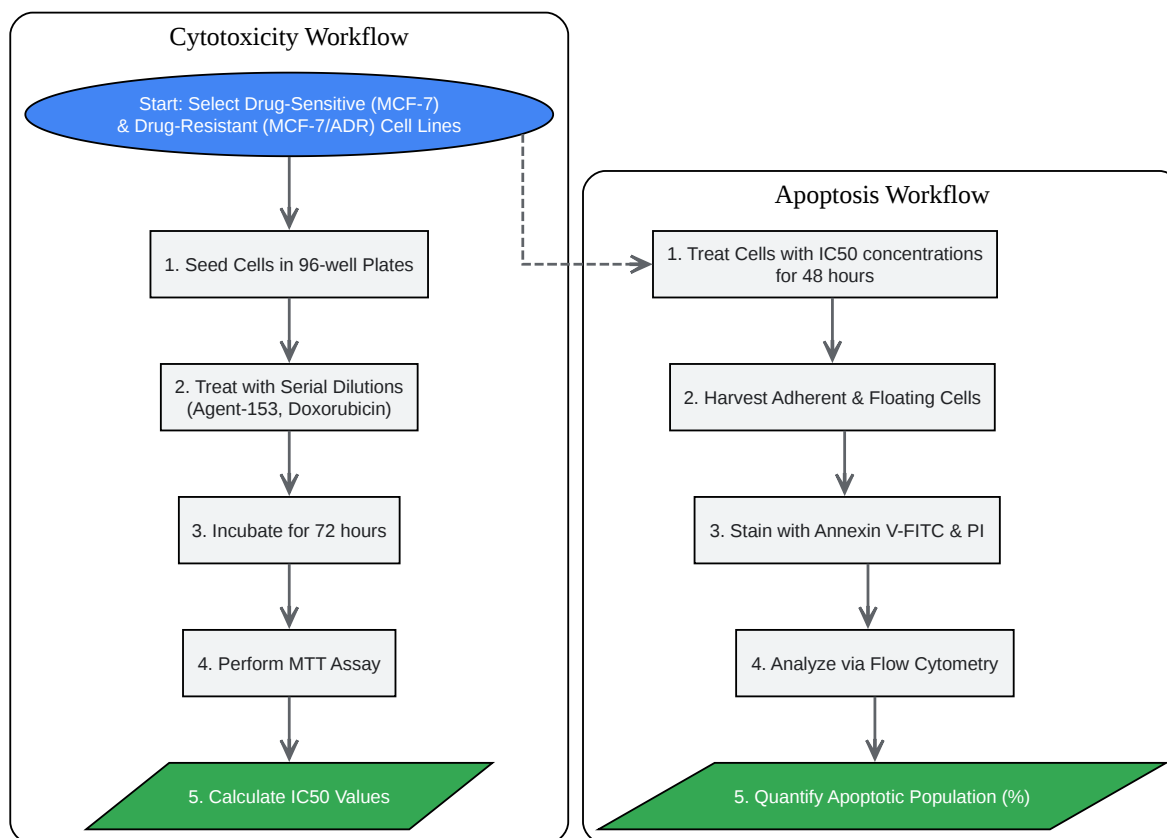 Cytotoxicity Workflow
Start: Select Drug-Sensitive (MCF-7)
& Drug-Resistant (MCF-7/ADR) Cell Lines
1. Seed Cells in 96-well Plates
2. Treat with Serial Dilutions
(Agent-153, Doxorubicin)
3. Incubate for 72 hours
4. Perform MTT Assay
5. Calculate IC50 Values
Apoptosis Workflow
1. Treat Cells with IC50 concentrations
for 48 hours
2. Harvest Adherent & Floating Cells
3. Stain with Annexin V-FITC & PI
4. Analyze via Flow Cytometry
5. Quantify Apoptotic Population (%)